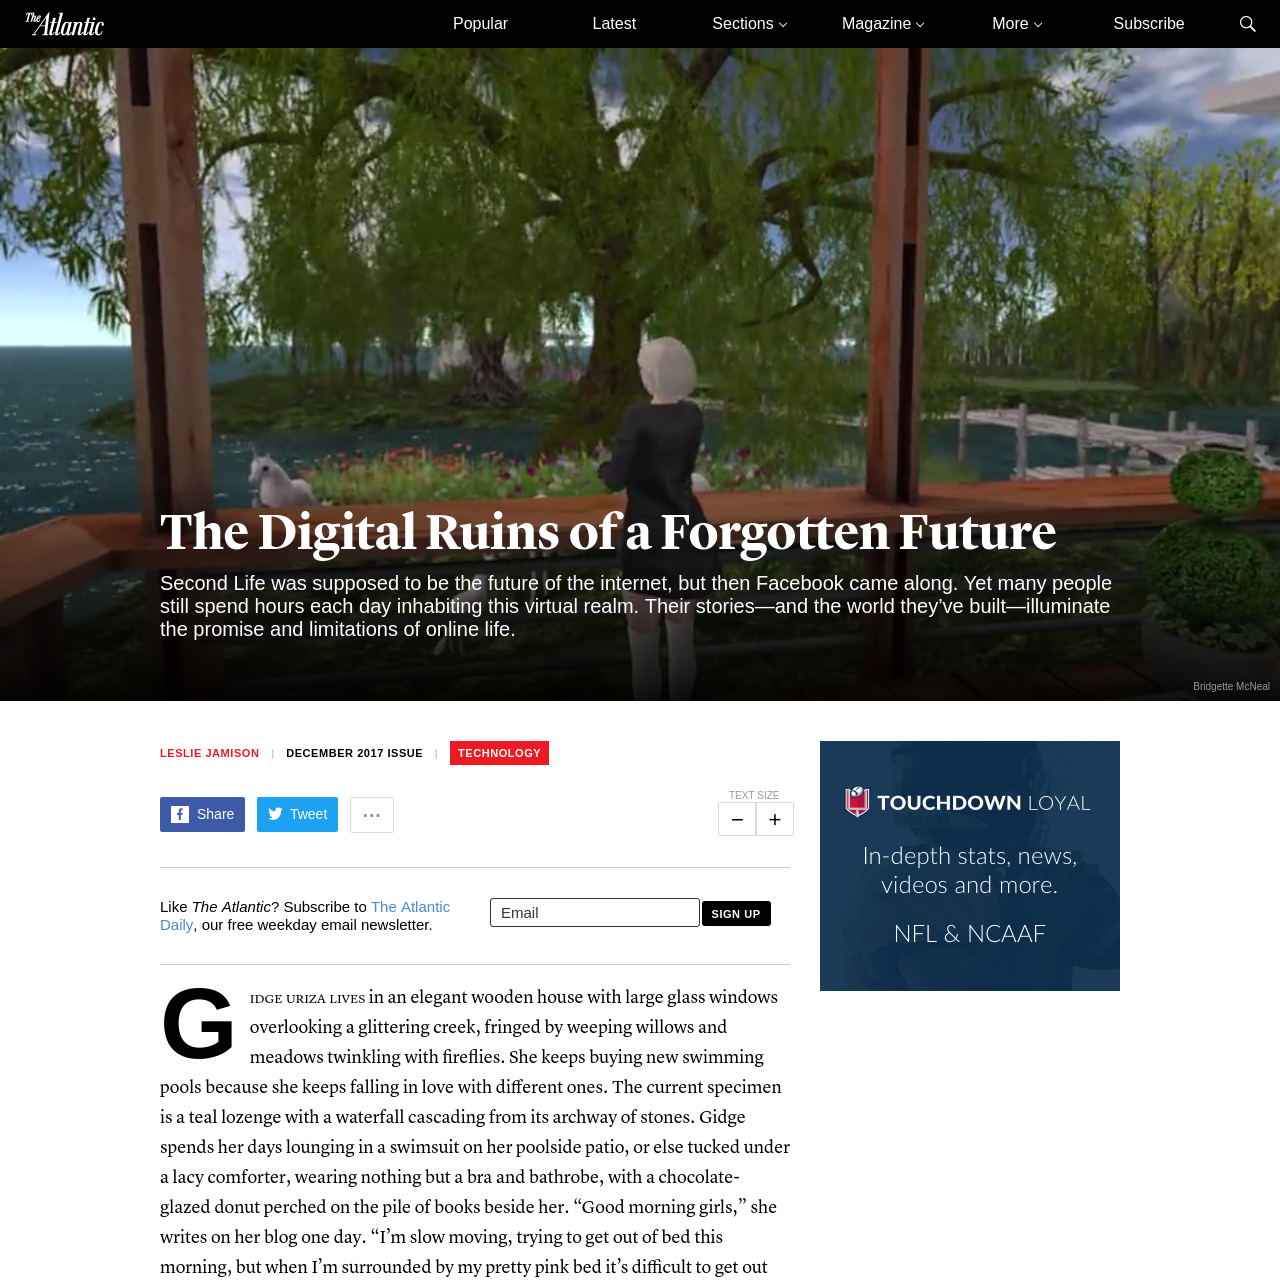 The Atlantic
Popular
Latest
Sections
Magazine
More
Subscribe
The Digital Ruins of a Forgotten Future
Second Life was supposed to be the future of the internet, but then Facebook came along. Yet many people
still spend hours each day inhabiting this virtual realm. Their stories—and the world they’ve built—illuminate
the promise and limitations of online life.
Bridgette McNeal
LESLIE JAMISON | DECEMBER 2017 ISSUE | TECHNOLOGY
Share
Tweet
...
TEXT SIZE
− +
Like The Atlantic? Subscribe to The Atlantic
Daily, our free weekday email newsletter.
Email
SIGN UP
TOUCHDOWN LOYAL
In-depth stats, news,
videos and more.
NFL & NCAAF
GIDGE URIZA LIVES in an elegant wooden house with large glass windows
overlooking a glittering creek, fringed by weeping willows and
meadows twinkling with fireflies. She keeps buying new swimming
pools because she keeps falling in love with different ones. The current specimen
is a teal lozenge with a waterfall cascading from its archway of stones. Gidge
spends her days lounging in a swimsuit on her poolside patio, or else tucked under
a lacy comforter, wearing nothing but a bra and bathrobe, with a chocolate-
glazed donut perched on the pile of books beside her. “Good morning girls,” she
writes on her blog one day. “I’m slow moving, trying to get out of bed this
morning, but when I’m surrounded by my pretty pink bed it’s difficult to get out